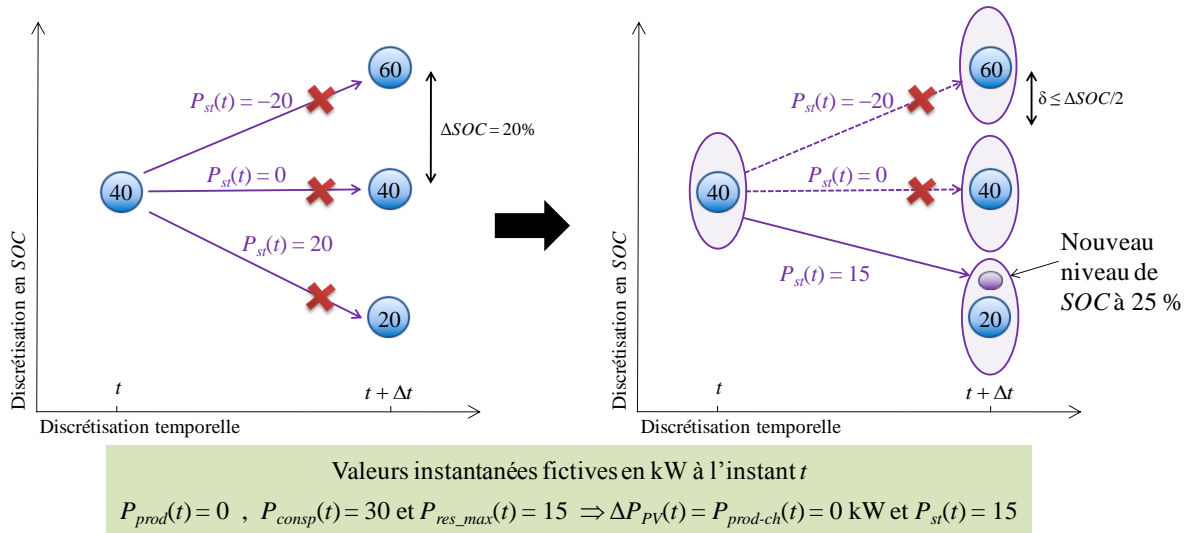 Discrétisation en SOC
60
P_st(t) = −20
ΔSOC = 20%
40
P_st(t) = 0
40
P_st(t) = 20
20
t
t + Δt
Discrétisation temporelle
Discrétisation en SOC
60
P_st(t) = −20
δ ≤ ΔSOC/2
40
P_st(t) = 0
40
P_st(t) = 15
Nouveau
niveau de
SOC à 25 %
20
t
t + Δt
Discrétisation temporelle
Valeurs instantanées fictives en kW à l'instant t
P_prod(t) = 0 , P_consp(t) = 30 et P_res_max(t) = 15 ⇒ ΔP_PV(t) = P_prod-ch(t) = 0 kW et P_st(t) = 15